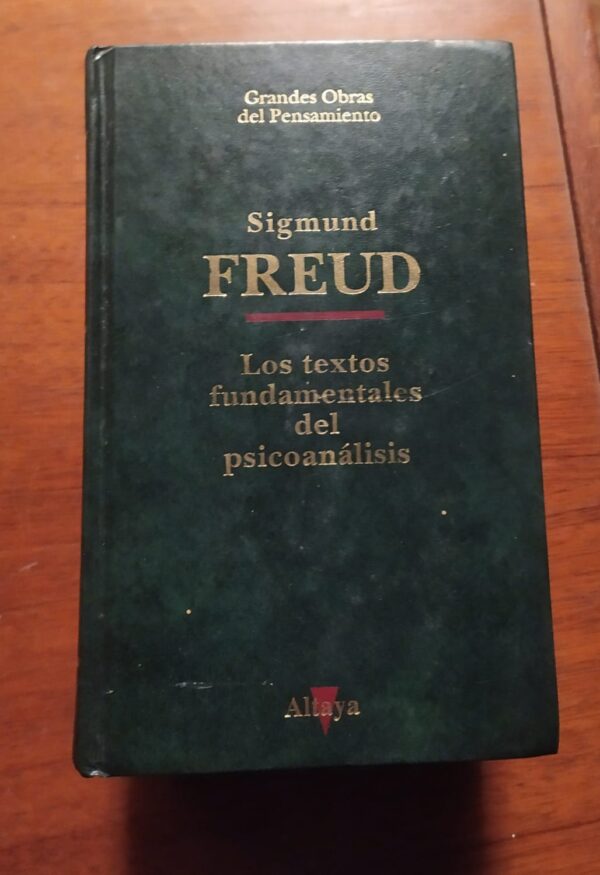 Grandes Obras
del Pensamiento
Sigmund
FREUD
Los textos
fundamentales
del
psicoanálisis
Altaya